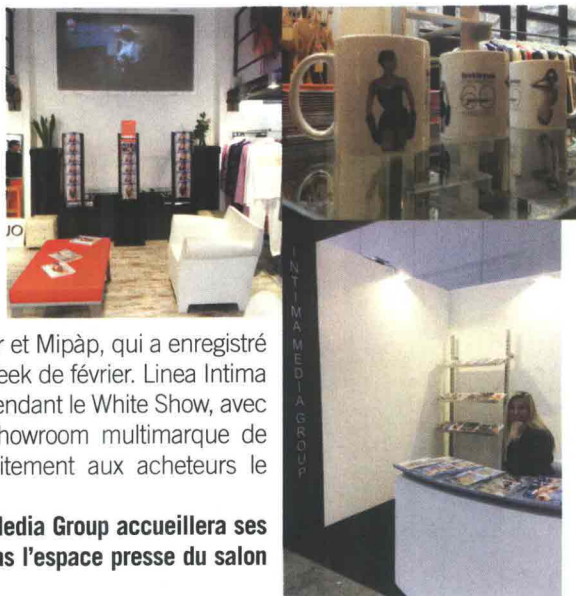 UO
INTIMA MEDIA GROUP
r et Mipàp, qui a enregistré
eek de février. Linea Intima
endant le White Show, avec
howroom multimarque de
itement aux acheteurs le
Media Group accueillera ses
ns l'espace presse du salon